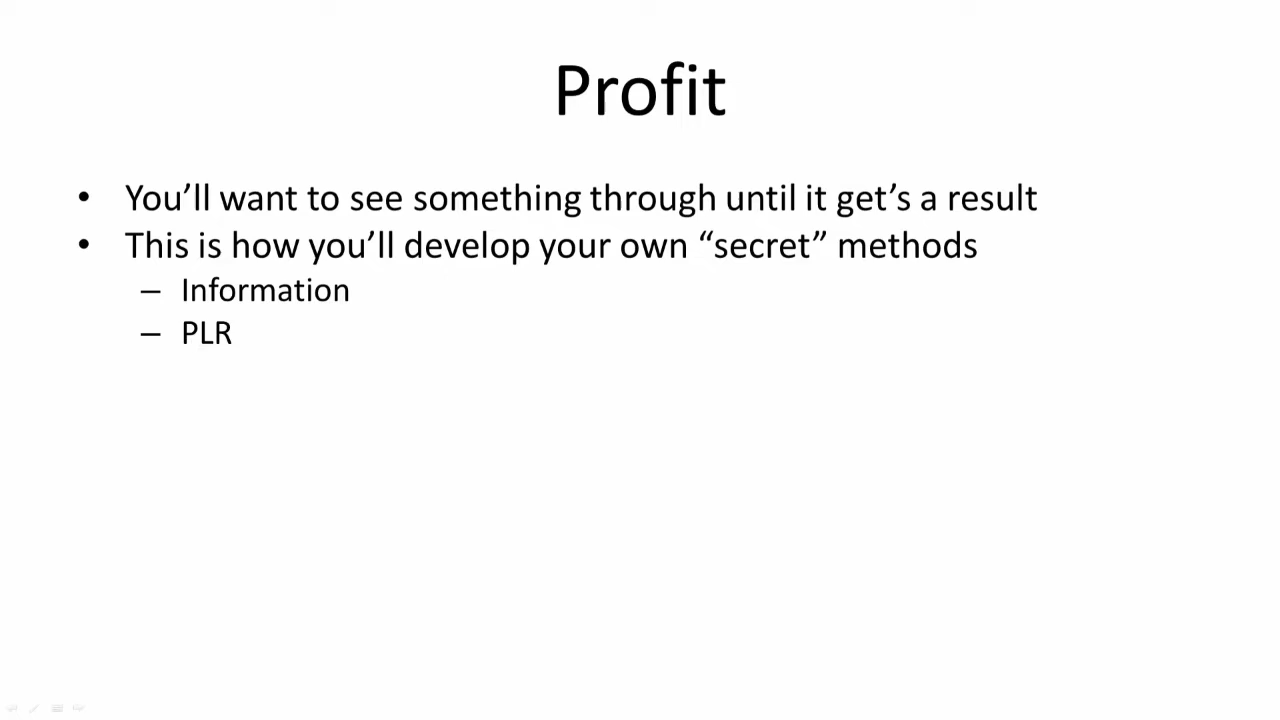 Profit
• You’ll want to see something through until it get’s a result
• This is how you’ll develop your own “secret” methods
– Information
– PLR